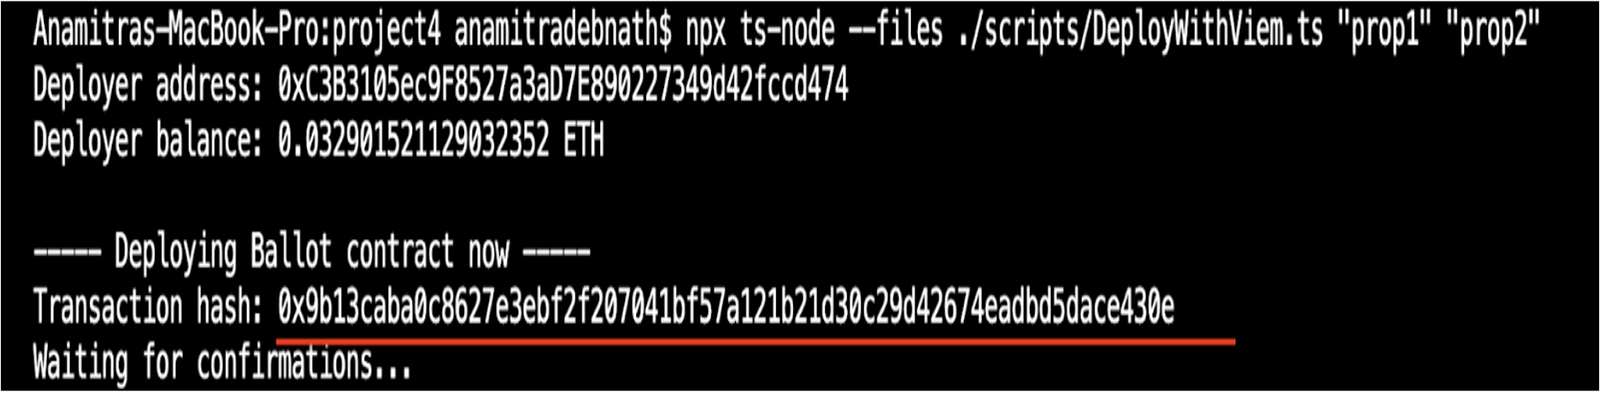 Anamitras-MacBook-Pro:project4 anamitradebnath$ npx ts-node --files ./scripts/DeployWithViem.ts "prop1" "prop2"
Deployer address: 0xC3B3105ec9F8527a3aD7E890227349d42fccd474
Deployer balance: 0.032901521129032352 ETH
----- Deploying Ballot contract now -----
Transaction hash: 0x9b13caba0c8627e3ebf2f207041bf57a121b21d30c29d42674eadbd5dace430e
Waiting for confirmations...